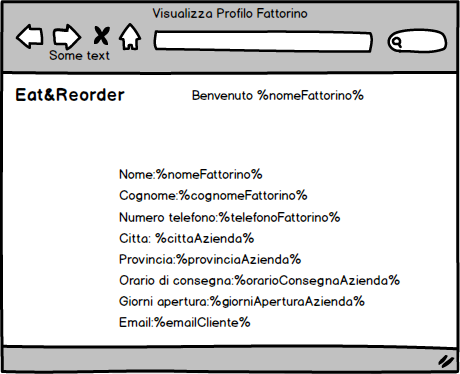 Visualizza Profilo Fattorino
Some text
Eat&Reorder
Benvenuto %nomeFattorino%
Nome:%nomeFattorino%
Cognome:%cognomeFattorino%
Numero telefono:%telefonoFattorino%
Citta: %cittaAzienda%
Provincia:%provinciaAzienda%
Orario di consegna:%orarioConsegnaAzienda%
Giorni apertura:%giorniAperturaAzienda%
Email:%emailCliente%